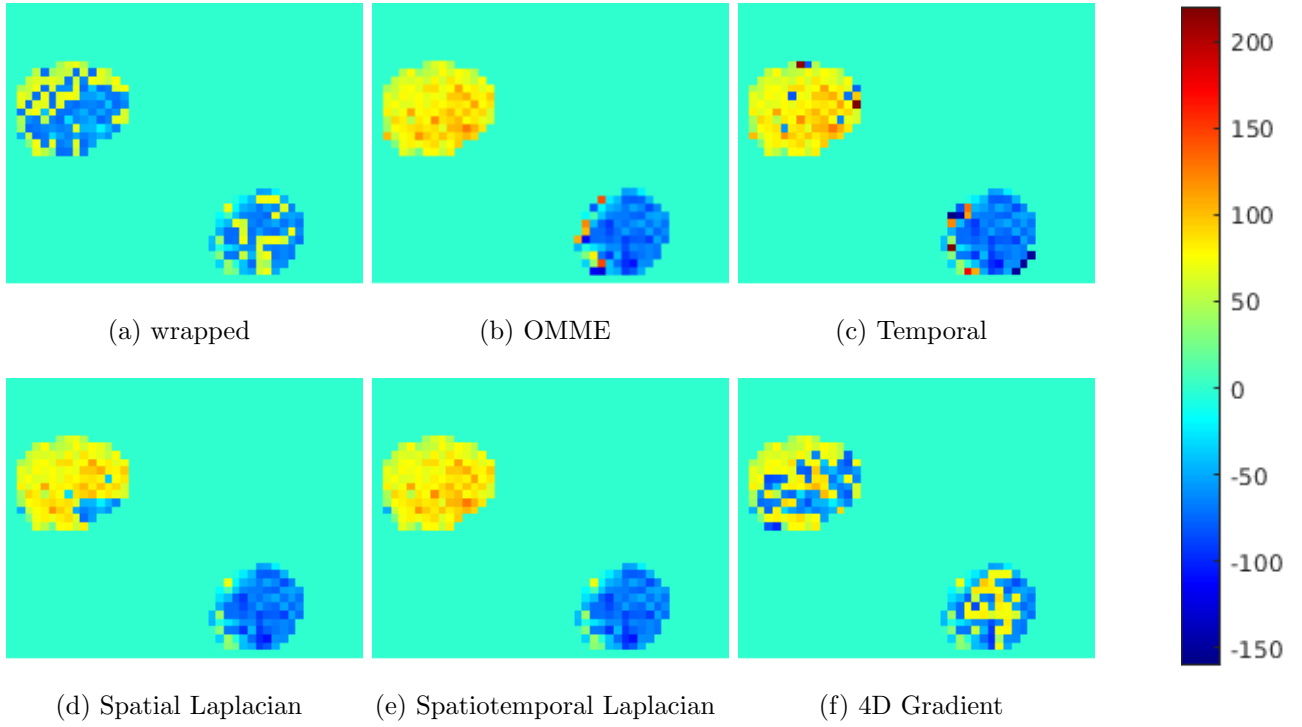 (a) wrapped
(b) OMME
(c) Temporal
(d) Spatial Laplacian
(e) Spatiotemporal Laplacian
(f) 4D Gradient
200
150
100
50
0
-50
-100
-150